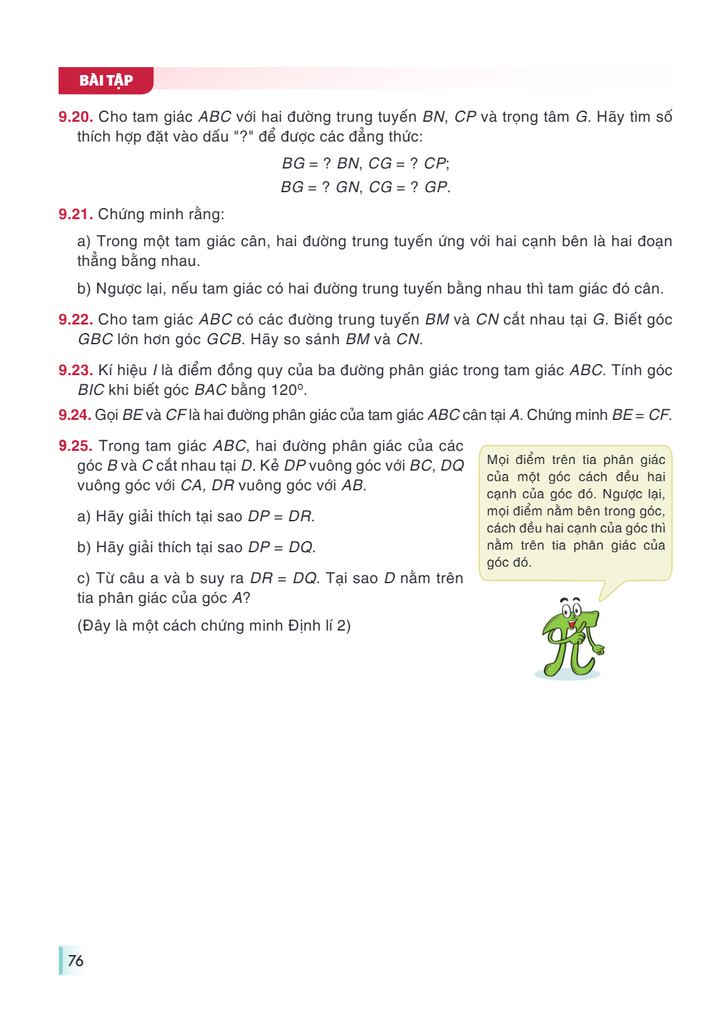 BÀI TẬP
9.20. Cho tam giác ABC với hai đường trung tuyến BN, CP và trọng tâm G. Hãy tìm số
thích hợp đặt vào dấu "?" để được các đẳng thức:
BG = ? BN, CG = ? CP;
BG = ? GN, CG = ? GP.
9.21. Chứng minh rằng:
a) Trong một tam giác cân, hai đường trung tuyến ứng với hai cạnh bên là hai đoạn
thẳng bằng nhau.
b) Ngược lại, nếu tam giác có hai đường trung tuyến bằng nhau thì tam giác đó cân.
9.22. Cho tam giác ABC có các đường trung tuyến BM và CN cắt nhau tại G. Biết góc
GBC lớn hơn góc GCB. Hãy so sánh BM và CN.
9.23. Kí hiệu I là điểm đồng quy của ba đường phân giác trong tam giác ABC. Tính góc
BIC khi biết góc BAC bằng 120°.
9.24. Gọi BE và CF là hai đường phân giác của tam giác ABC cân tại A. Chứng minh BE = CF.
9.25. Trong tam giác ABC, hai đường phân giác của các
góc B và C cắt nhau tại D. Kẻ DP vuông góc với BC, DQ
vuông góc với CA, DR vuông góc với AB.
a) Hãy giải thích tại sao DP = DR.
b) Hãy giải thích tại sao DP = DQ.
c) Từ câu a và b suy ra DR = DQ. Tại sao D nằm trên
tia phân giác của góc A?
(Đây là một cách chứng minh Định lí 2)
Mọi điểm trên tia phân giác
của một góc cách đều hai
cạnh của góc đó. Ngược lại,
mọi điểm nằm bên trong góc,
cách đều hai cạnh của góc thì
nằm trên tia phân giác của
góc đó.
76